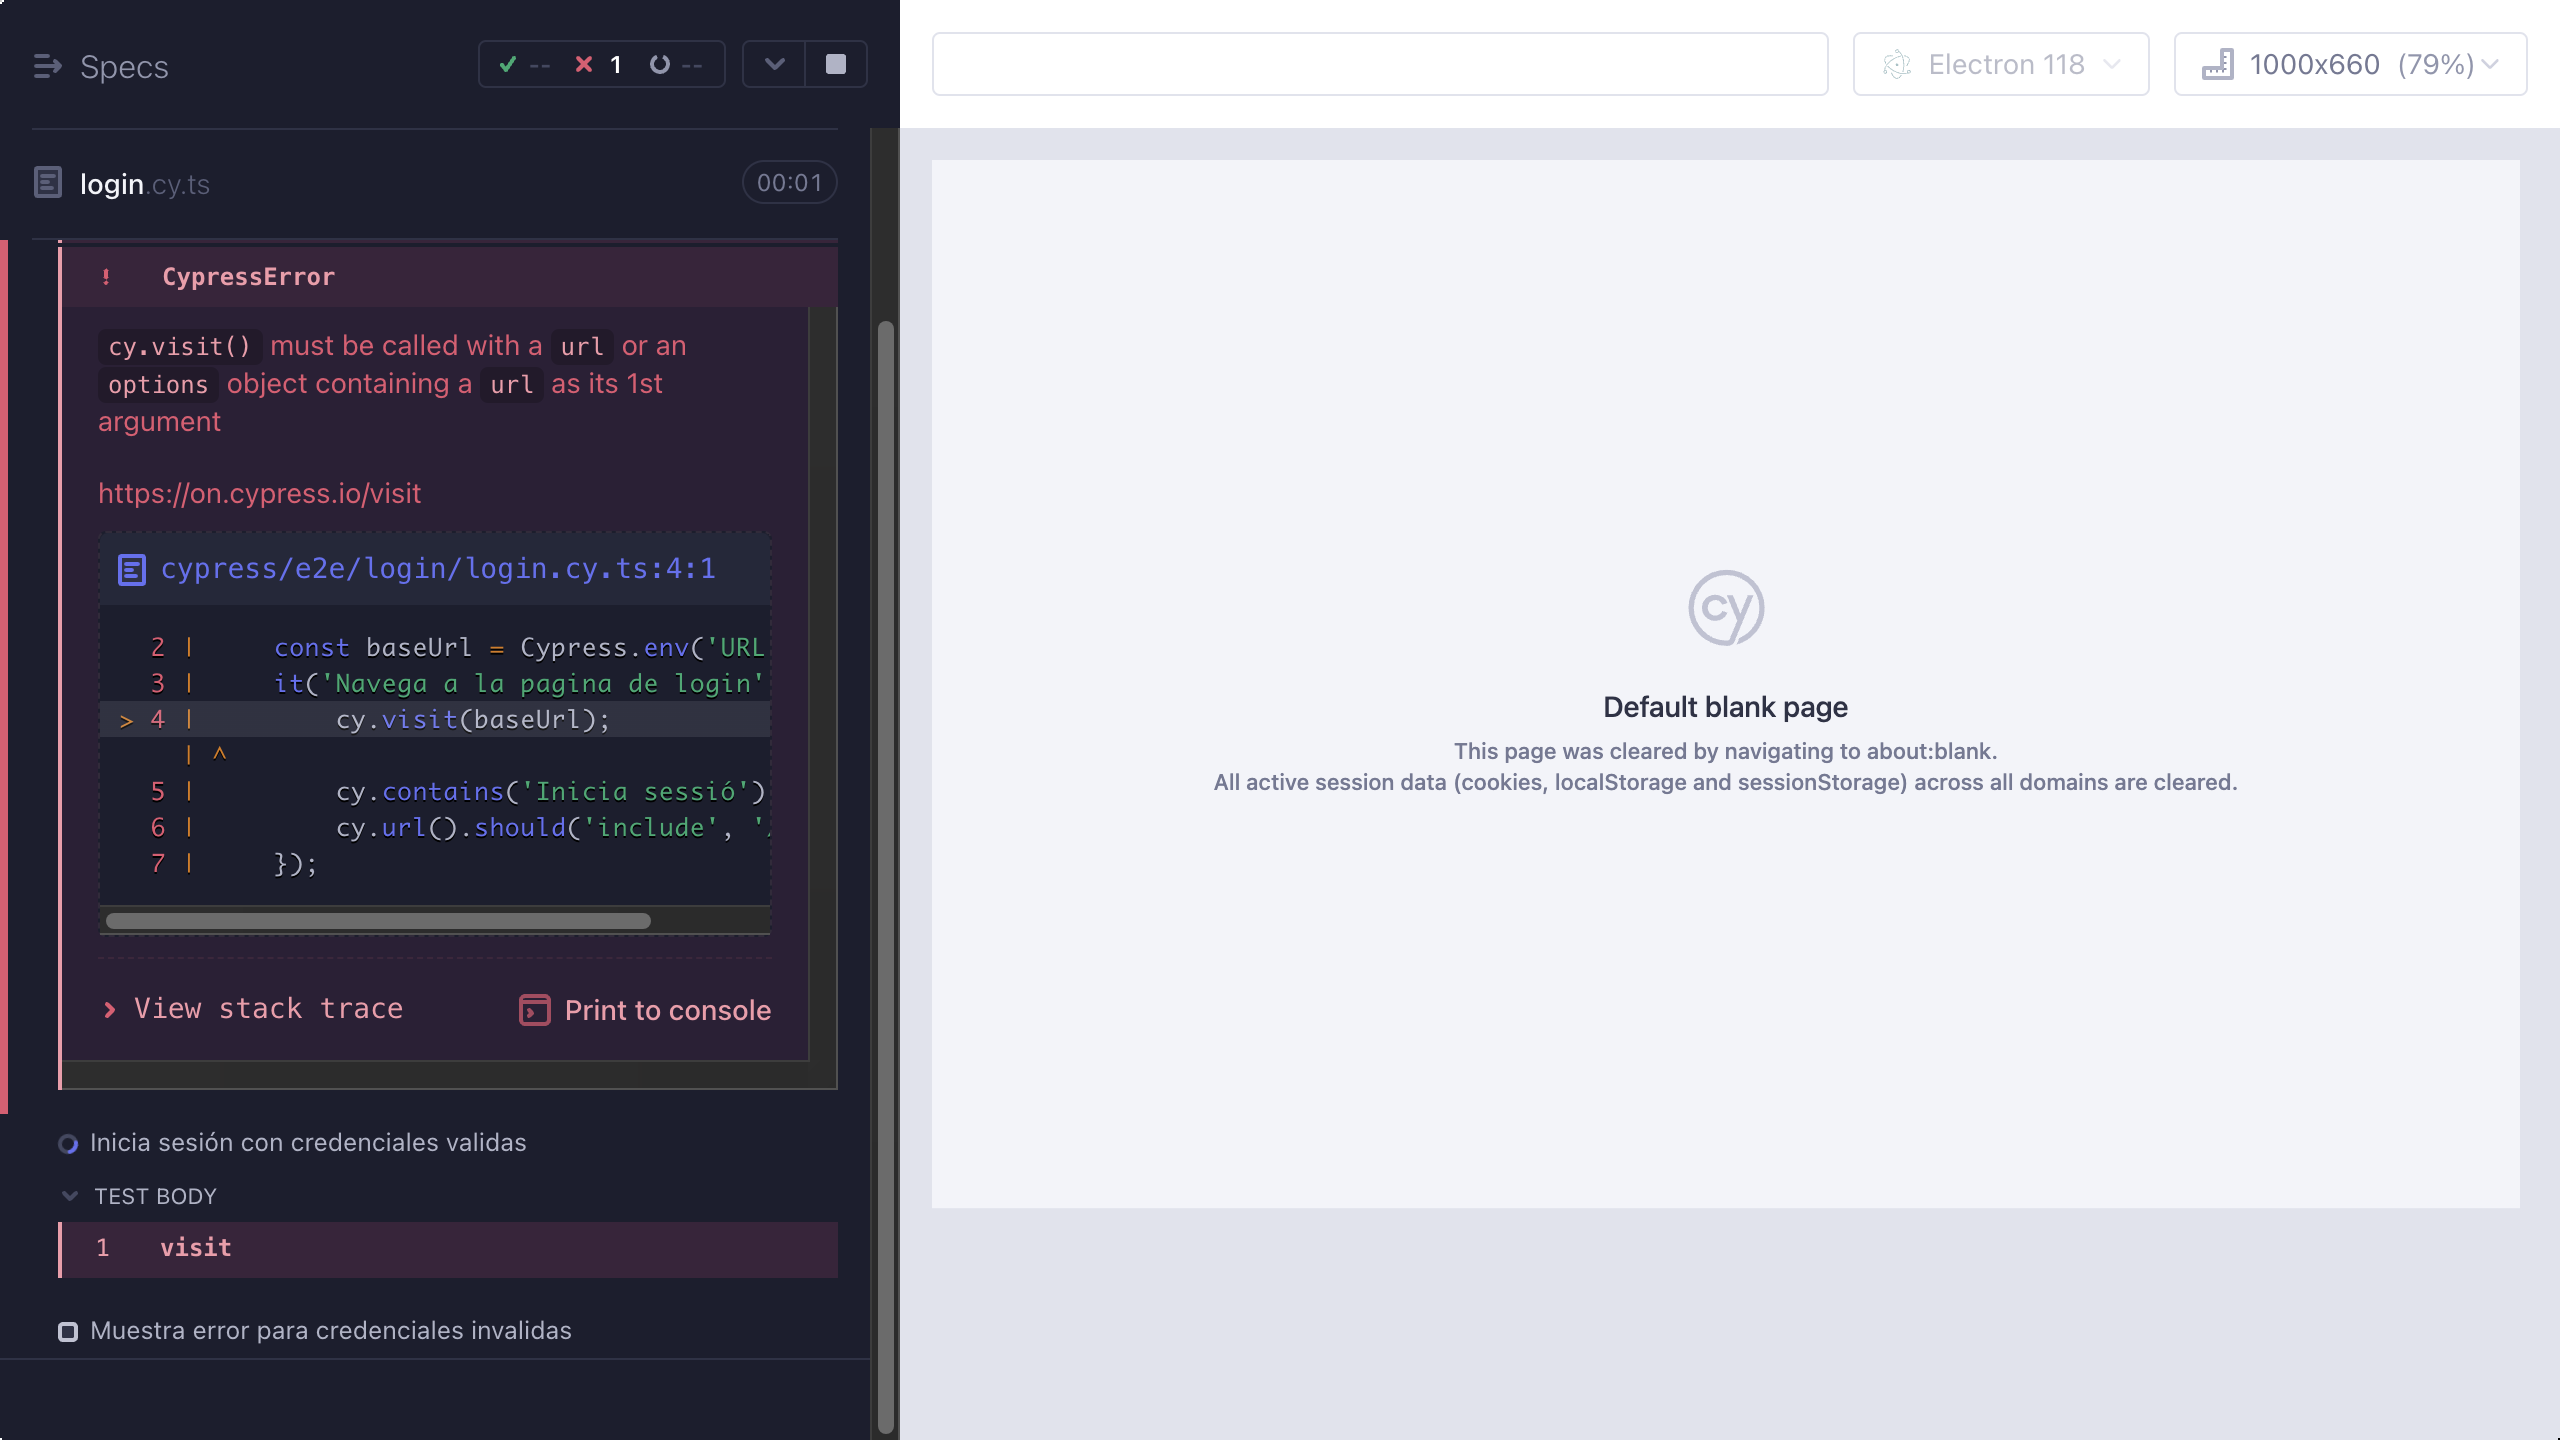 Specs
-- 1 --
login.cy.ts 00:01
! CypressError
cy.visit() must be called with a url or an
options object containing a url as its 1st
argument
https://on.cypress.io/visit
cypress/e2e/login/login.cy.ts:4:1
2 | const baseUrl = Cypress.env('URL
3 | it('Navega a la pagina de login'
> 4 | cy.visit(baseUrl);
| ^
5 | cy.contains('Inicia sessió')
6 | cy.url().should('include', '/
7 | });
View stack trace Print to console
Inicia sesión con credenciales validas
TEST BODY
1 visit
Muestra error para credenciales invalidas
Electron 118
1000x660 (79%)
cy
Default blank page
This page was cleared by navigating to about:blank.
All active session data (cookies, localStorage and sessionStorage) across all domains are cleared.